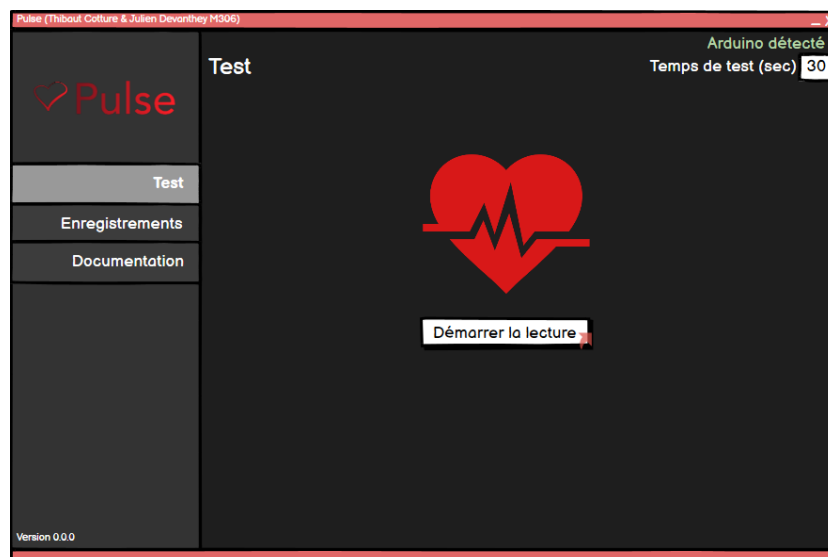 Pulse (Thibaut Cotture & Julien Devanthey M306)
Arduino détecté
Test
Temps de test (sec) 30
Pulse
Test
Enregistrements
Documentation
Démarrer la lecture
Version 0.0.0